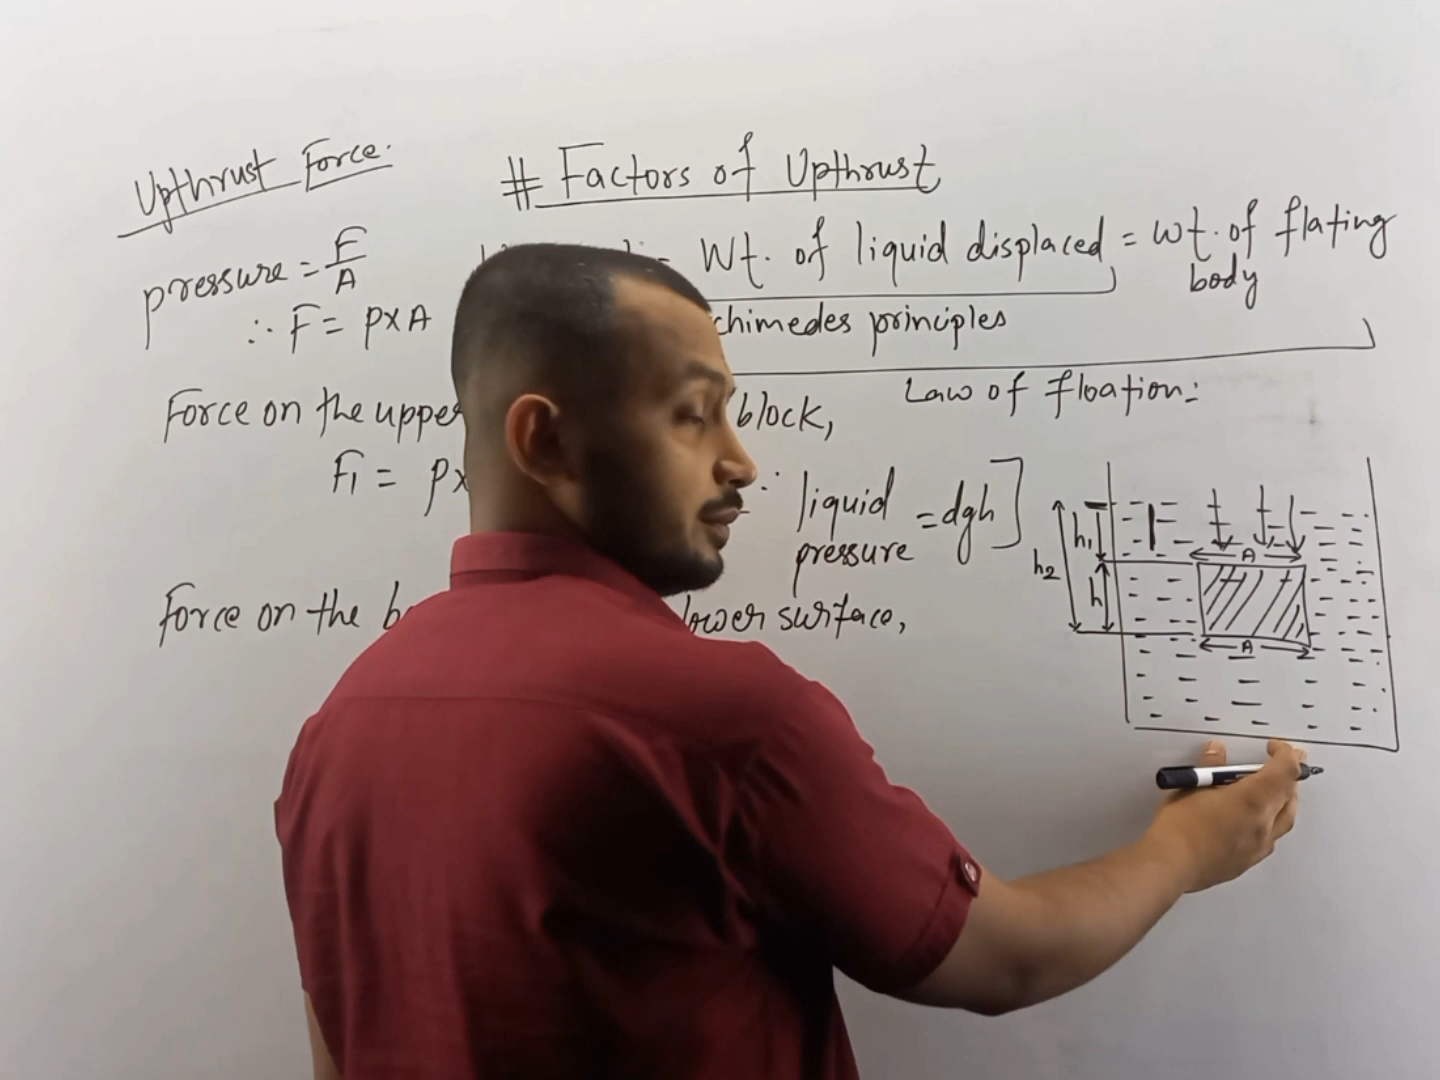 Upthrust Force.
# Factors of Upthrust
pressure = F/A
Wt. of liquid displaced = Wt. of flating body
∴ F = P×A
chimedes principles
Law of floation:-
Force on the upper block,
F1 = P×
∵ liquid pressure = dgh]
Force on the b lower surface,
h1
h2
h
A
A